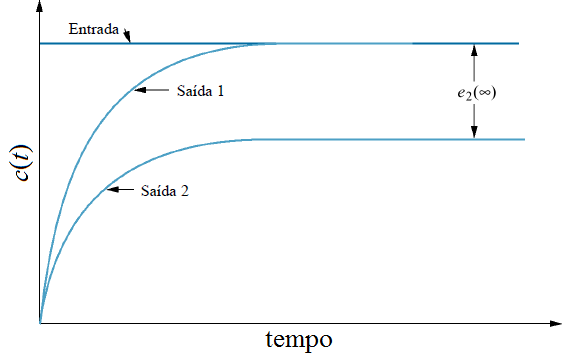 Entrada
Saída 1
e₂(∞)
Saída 2
c(t)
tempo